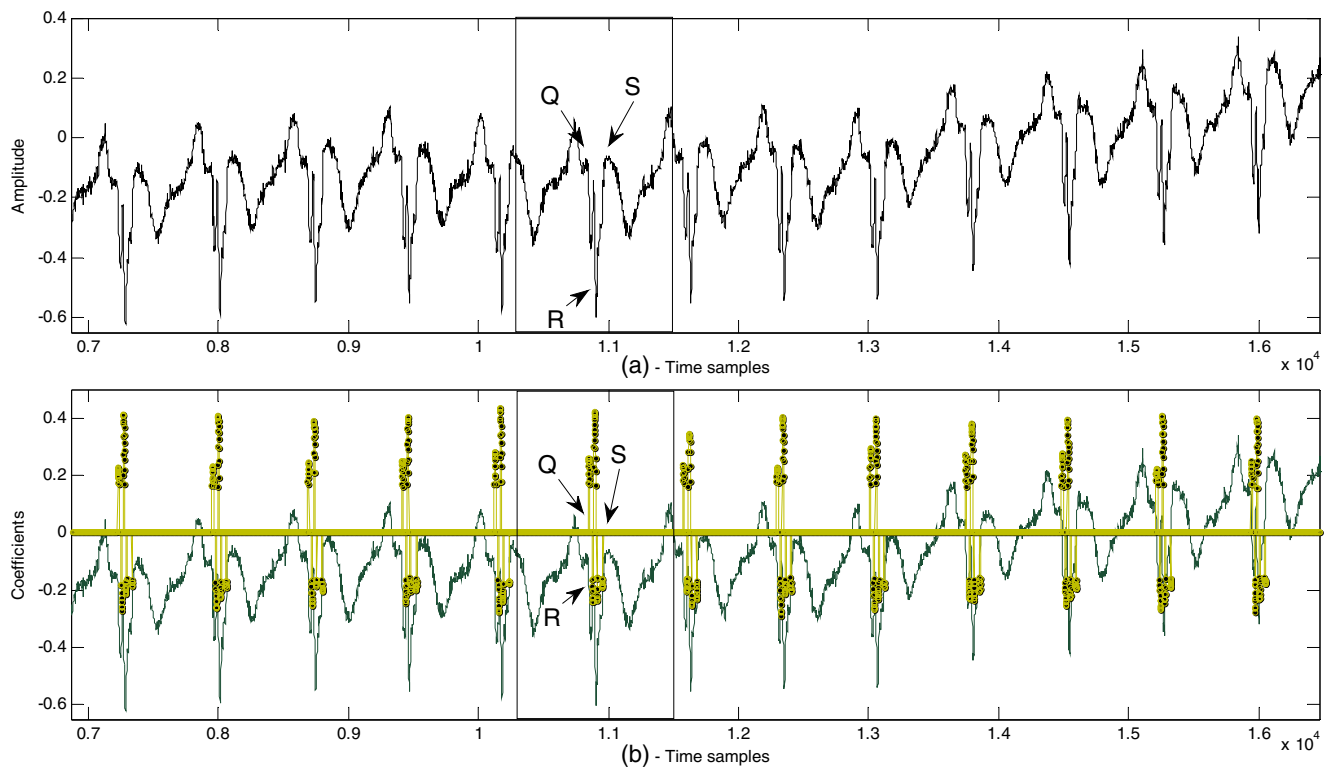 0.4
0.2
0
-0.2
-0.4
-0.6
Amplitude
Q
S
R
0.7 0.8 0.9 1 1.1 1.2 1.3 1.4 1.5 1.6
(a) - Time samples
x 10^4
0.4
0.2
0
-0.2
-0.4
-0.6
Coefficients
Q
S
R
0.7 0.8 0.9 1 1.1 1.2 1.3 1.4 1.5 1.6
(b) - Time samples
x 10^4